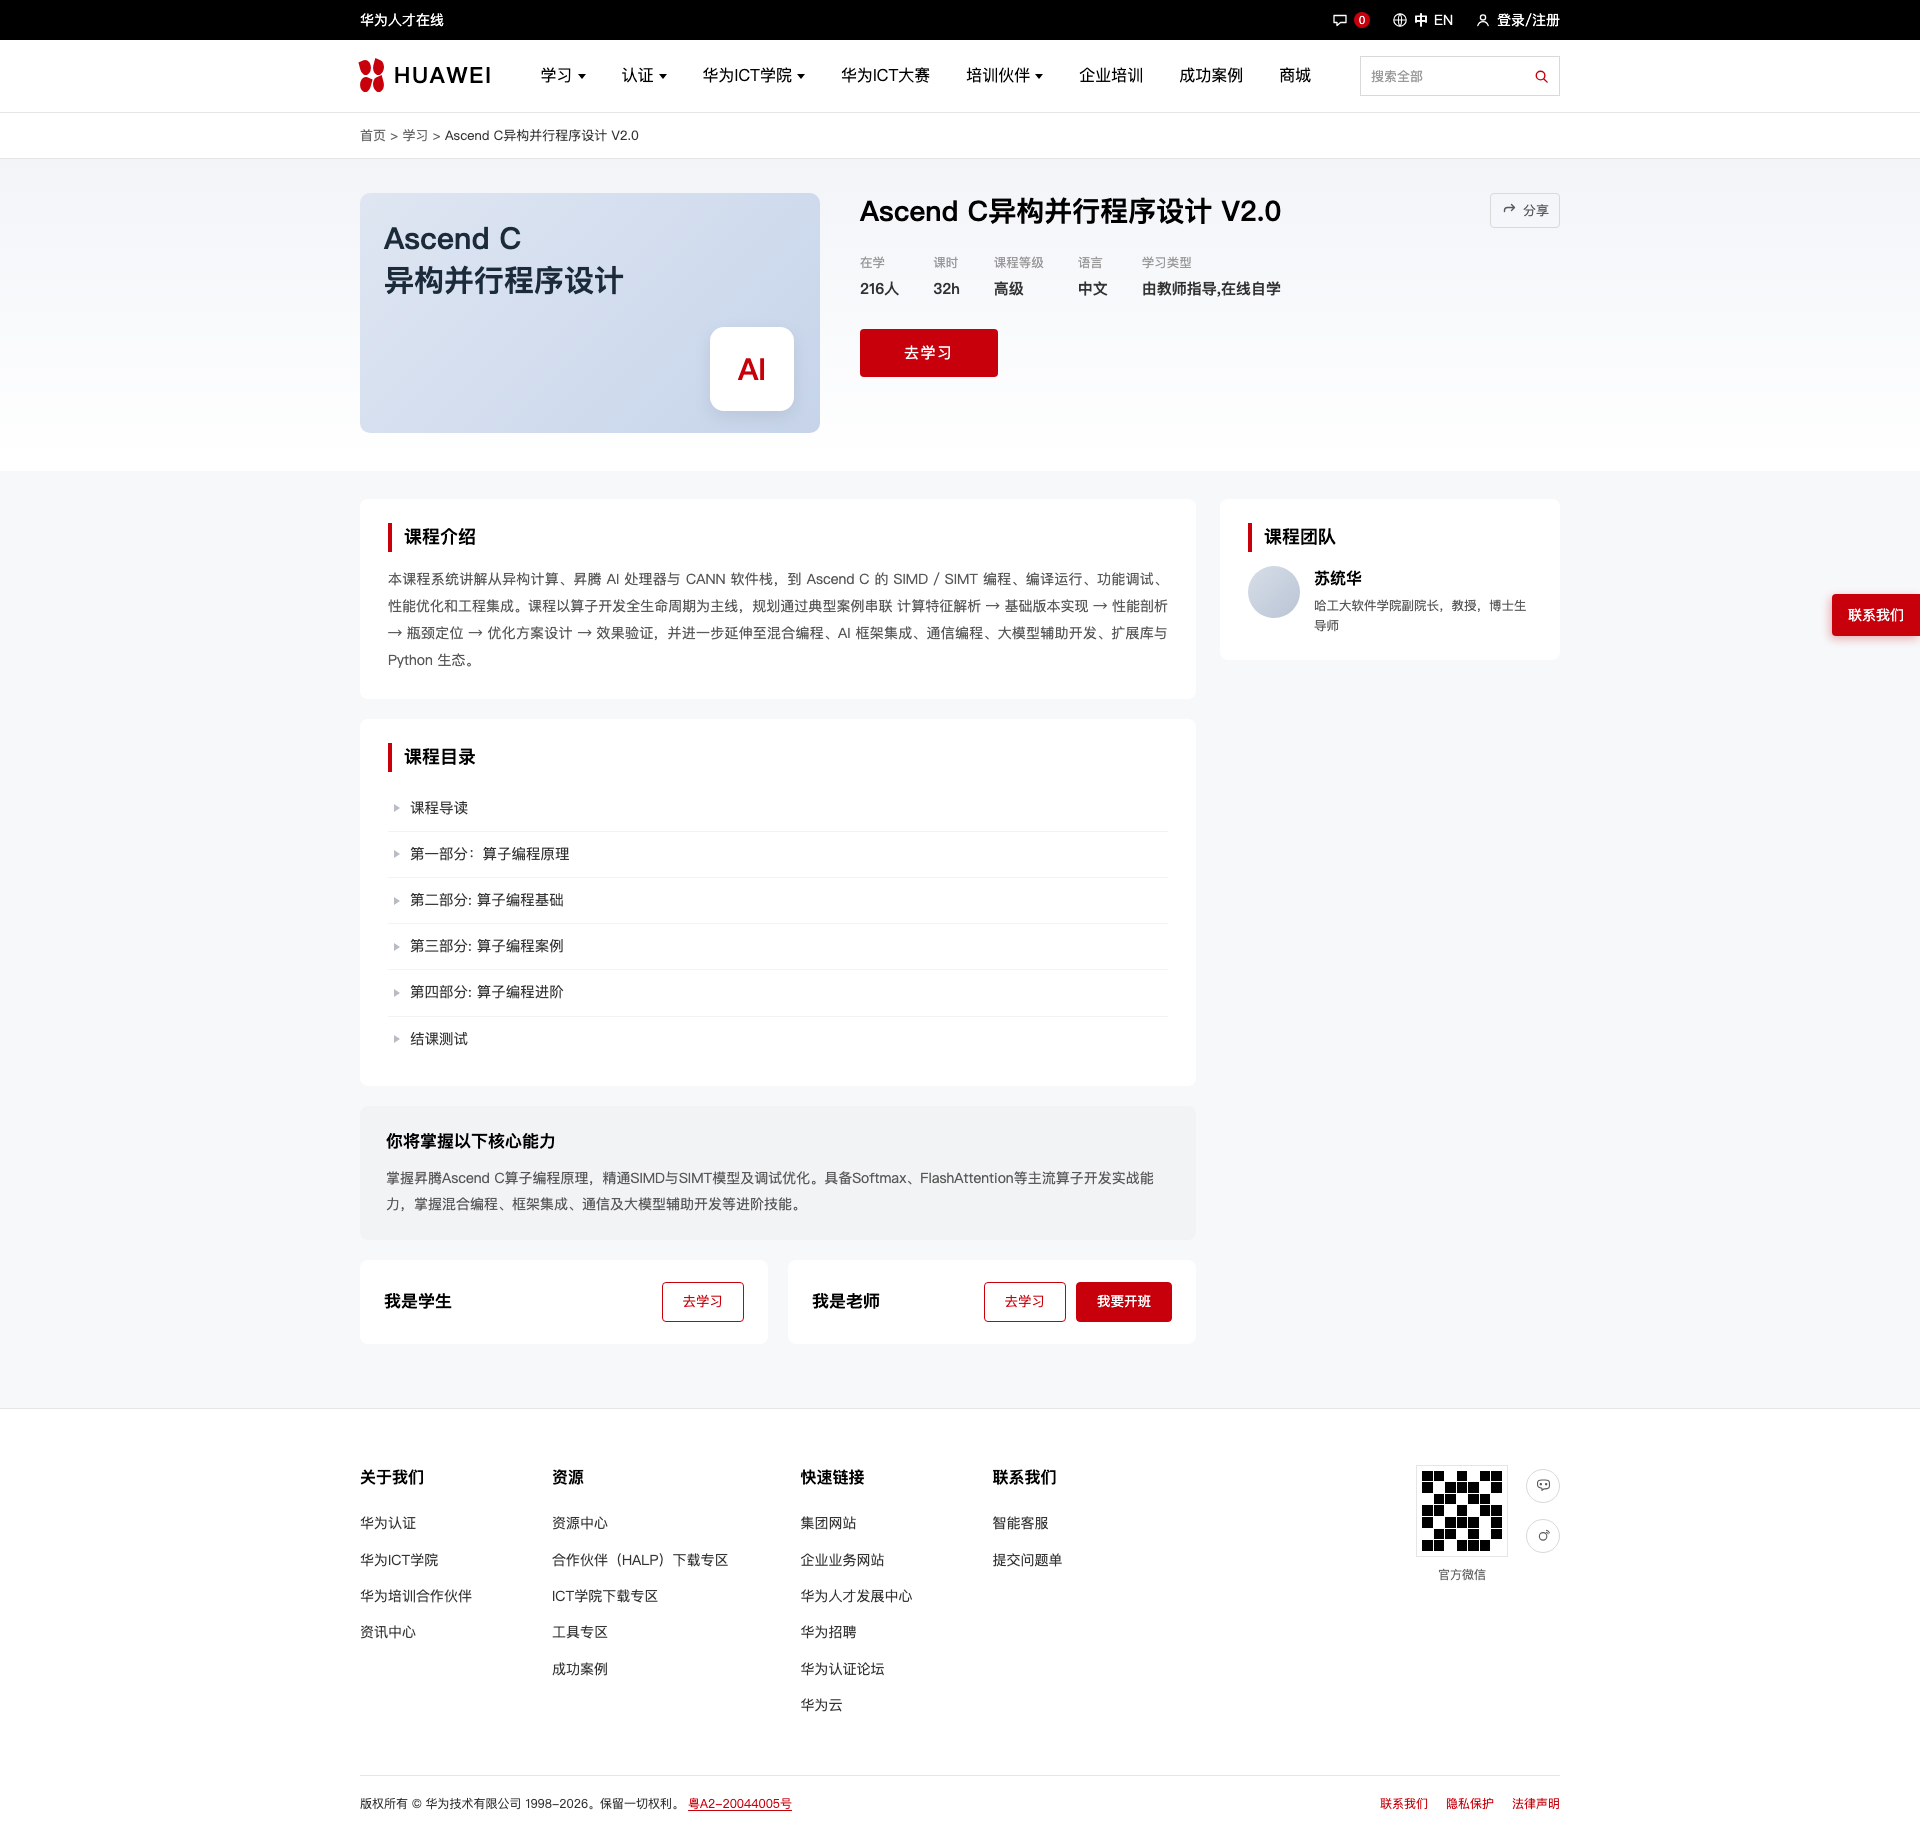 华为人才在线
0
中 EN
登录/注册
HUAWEI
学习
认证
华为ICT学院
华为ICT大赛
培训伙伴
企业培训
成功案例
商城
搜索全部
首页 > 学习 > Ascend C异构并行程序设计 V2.0
Ascend C
异构并行程序设计
AI
Ascend C异构并行程序设计 V2.0
分享
在学
课时
课程等级
语言
学习类型
216人
32h
高级
中文
由教师指导,在线自学
去学习
课程介绍
本课程系统讲解从异构计算、昇腾 AI 处理器与 CANN 软件栈，到 Ascend C 的 SIMD / SIMT 编程、编译运行、功能调试、
性能优化和工程集成。课程以算子开发全生命周期为主线，规划通过典型案例串联 计算特征解析 → 基础版本实现 → 性能剖析
→ 瓶颈定位 → 优化方案设计 → 效果验证，并进一步延伸至混合编程、AI 框架集成、通信编程、大模型辅助开发、扩展库与
Python 生态。
课程团队
苏统华
哈工大软件学院副院长，教授，博士生
导师
联系我们
课程目录
课程导读
第一部分：算子编程原理
第二部分: 算子编程基础
第三部分: 算子编程案例
第四部分: 算子编程进阶
结课测试
你将掌握以下核心能力
掌握昇腾Ascend C算子编程原理，精通SIMD与SIMT模型及调试优化。具备Softmax、FlashAttention等主流算子开发实战能
力，掌握混合编程、框架集成、通信及大模型辅助开发等进阶技能。
我是学生
去学习
我是老师
去学习
我要开班
关于我们
华为认证
华为ICT学院
华为培训合作伙伴
资讯中心
资源
资源中心
合作伙伴（HALP）下载专区
ICT学院下载专区
工具专区
成功案例
快速链接
集团网站
企业业务网站
华为人才发展中心
华为招聘
华为认证论坛
华为云
联系我们
智能客服
提交问题单
官方微信
版权所有 © 华为技术有限公司 1998-2026。保留一切权利。 粤A2-20044005号
联系我们
隐私保护
法律声明